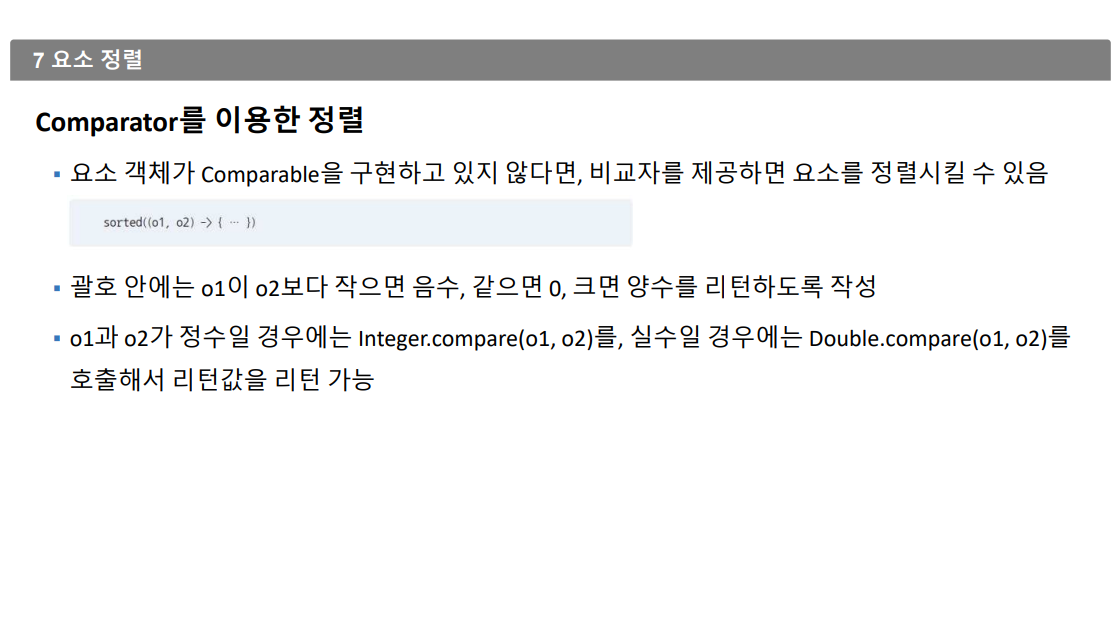 7 요소 정렬
Comparator를 이용한 정렬
▪ 요소 객체가 Comparable을 구현하고 있지 않다면, 비교자를 제공하면 요소를 정렬시킬 수 있음
sorted((o1, o2) -> { … })
▪ 괄호 안에는 o1이 o2보다 작으면 음수, 같으면 0, 크면 양수를 리턴하도록 작성
▪ o1과 o2가 정수일 경우에는 Integer.compare(o1, o2)를, 실수일 경우에는 Double.compare(o1, o2)를
호출해서 리턴값을 리턴 가능